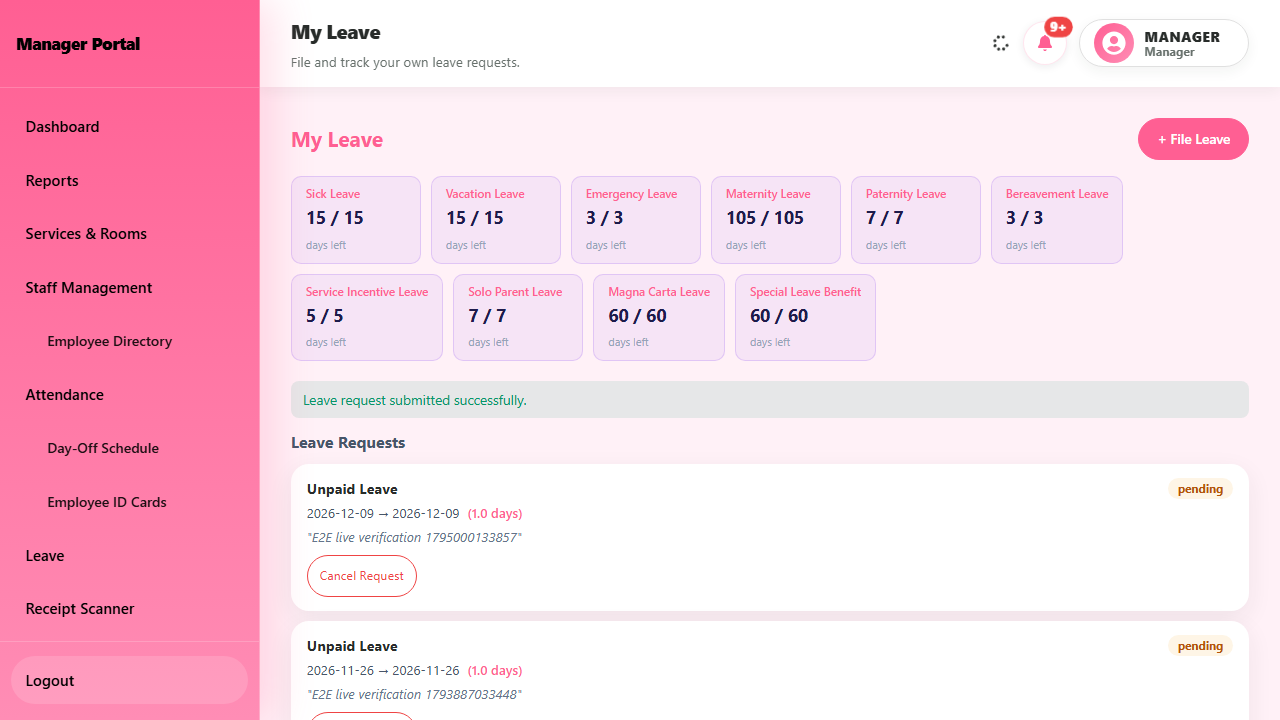 Manager Portal
Dashboard
Reports
Services & Rooms
Staff Management
Employee Directory
Attendance
Day-Off Schedule
Employee ID Cards
Leave
Receipt Scanner
Logout
My Leave
File and track your own leave requests.
9+
MANAGER
Manager
My Leave
+ File Leave
Sick Leave
15 / 15
days left
Vacation Leave
15 / 15
days left
Emergency Leave
3 / 3
days left
Maternity Leave
105 / 105
days left
Paternity Leave
7 / 7
days left
Bereavement Leave
3 / 3
days left
Service Incentive Leave
5 / 5
days left
Solo Parent Leave
7 / 7
days left
Magna Carta Leave
60 / 60
days left
Special Leave Benefit
60 / 60
days left
Leave request submitted successfully.
Leave Requests
Unpaid Leave
pending
2026-12-09 → 2026-12-09 (1.0 days)
"E2E live verification 1795000133857"
Cancel Request
Unpaid Leave
pending
2026-11-26 → 2026-11-26 (1.0 days)
"E2E live verification 1793887033448"